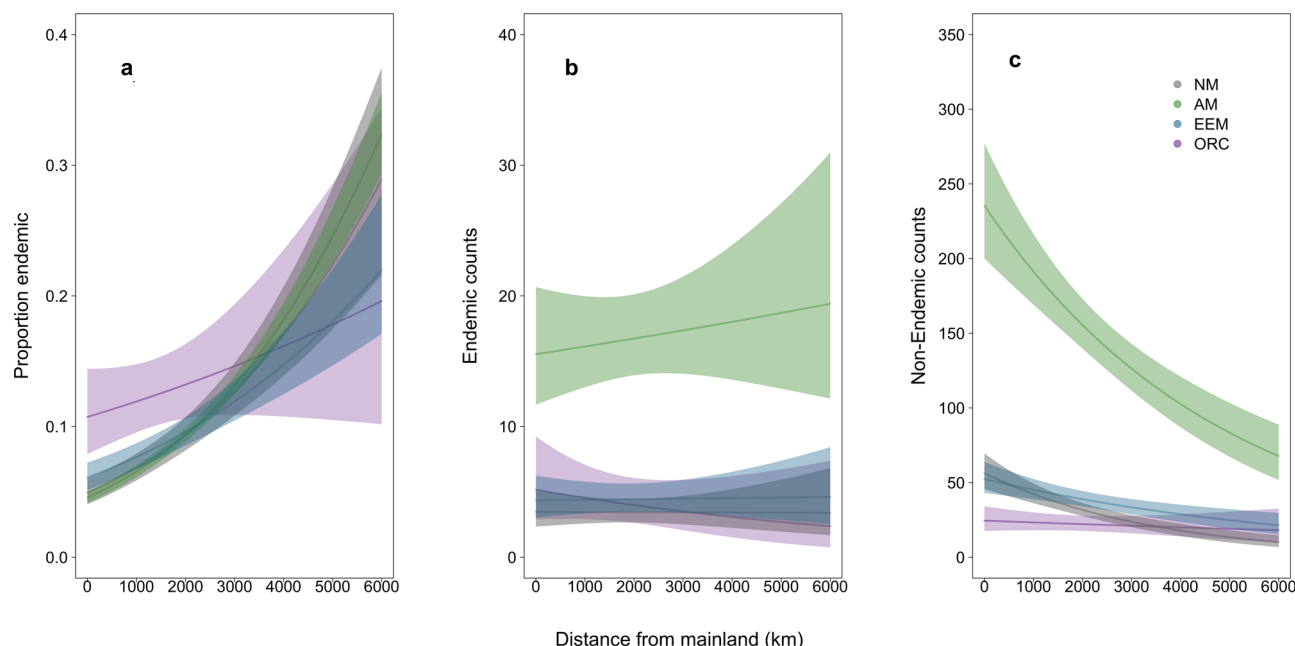 a
Proportion endemic
0.4
0.3
0.2
0.1
0.0
0 1000 2000 3000 4000 5000 6000
b
Endemic counts
40
30
20
10
0
0 1000 2000 3000 4000 5000 6000
c
Non-Endemic counts
350
300
250
200
150
100
50
0
0 1000 2000 3000 4000 5000 6000
NM
AM
EEM
ORC
Distance from mainland (km)